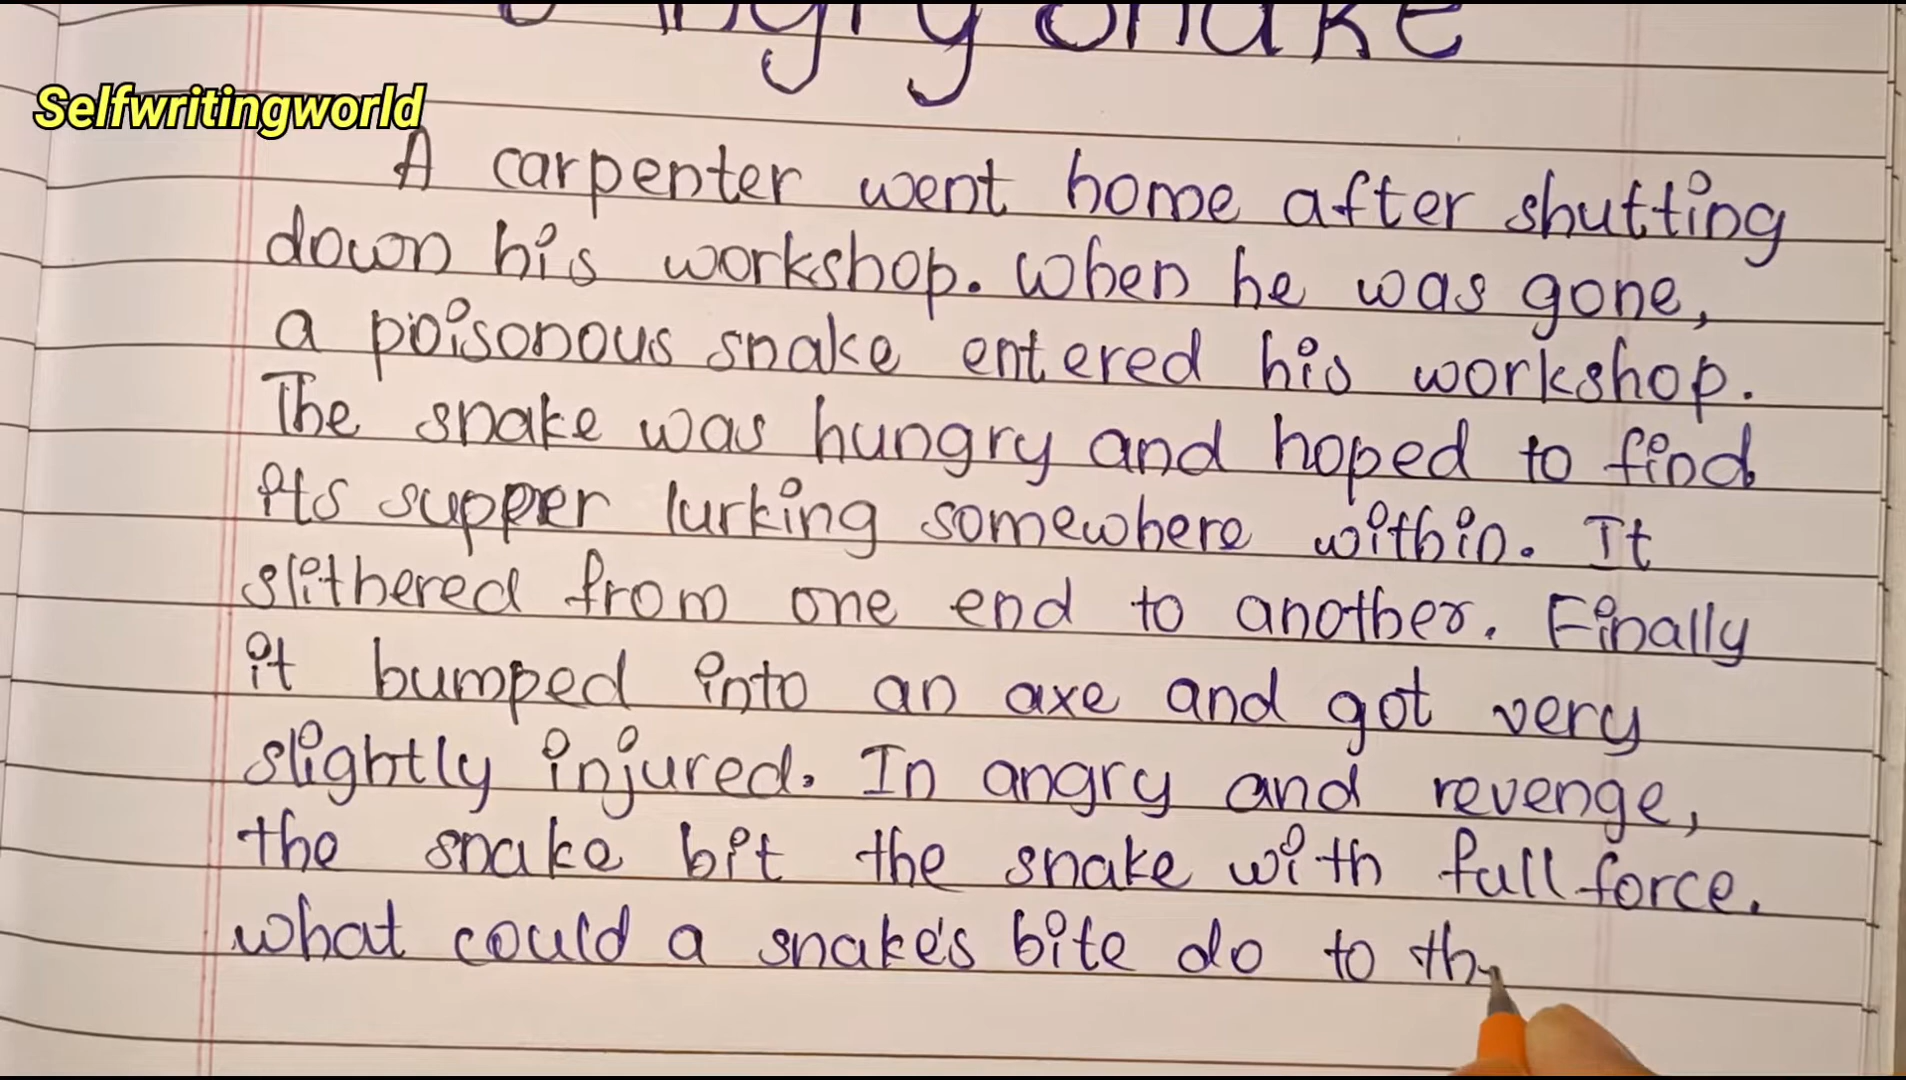 Angry Snake
Selfwritingworld
A carpenter went home after shutting
down his workshop. When he was gone,
a poisonous snake entered his workshop.
The snake was hungry and hoped to find
its supper lurking somewhere within. It
slithered from one end to another. Finally
it bumped into an axe and got very
slightly injured. In angry and revenge,
the snake bit the snake with full force.
what could a snake's bite do to th